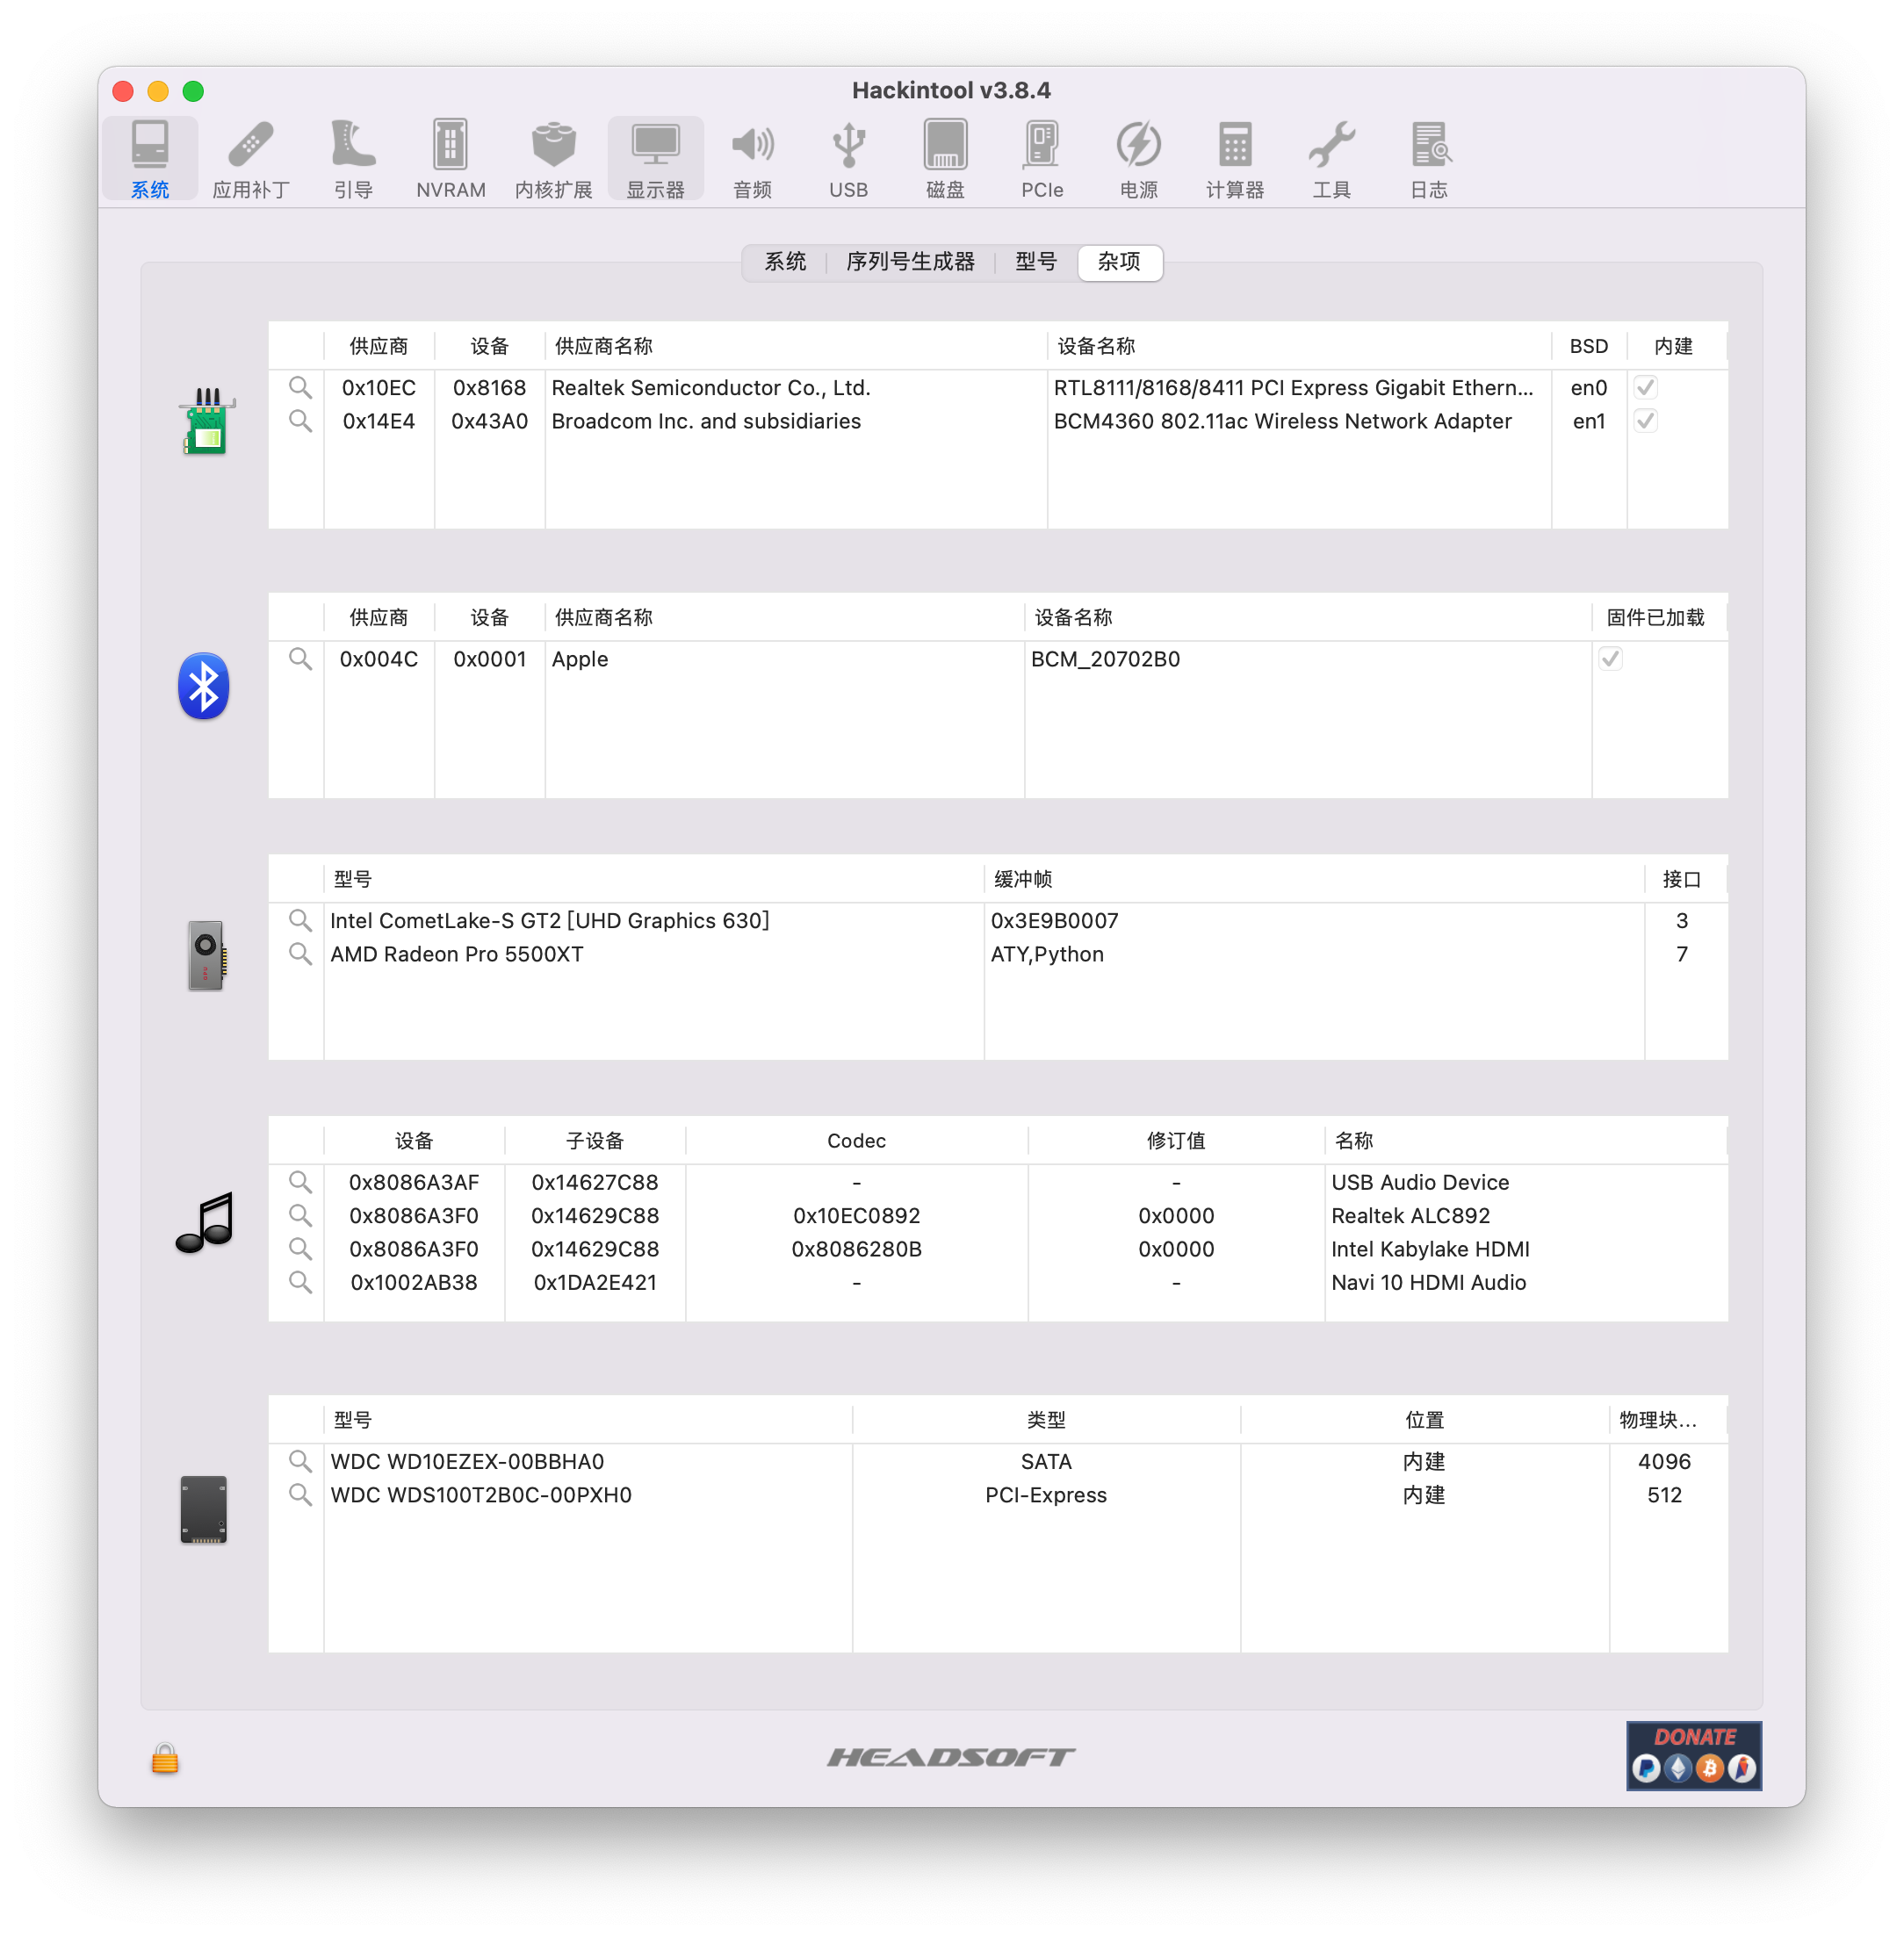 Hackintool v3.8.4
系统 应用补丁 引导 NVRAM 内核扩展 显示器 音频 USB 磁盘 PCIe 电源 计算器 工具 日志
系统 序列号生成器 型号 杂项
供应商 设备 供应商名称 设备名称 BSD 内建
0x10EC 0x8168 Realtek Semiconductor Co., Ltd. RTL8111/8168/8411 PCI Express Gigabit Ethern... en0
0x14E4 0x43A0 Broadcom Inc. and subsidiaries BCM4360 802.11ac Wireless Network Adapter en1
供应商 设备 供应商名称 设备名称 固件已加载
0x004C 0x0001 Apple BCM_20702B0
型号 缓冲帧 接口
Intel CometLake-S GT2 [UHD Graphics 630] 0x3E9B0007 3
AMD Radeon Pro 5500XT ATY,Python 7
设备 子设备 Codec 修订值 名称
0x8086A3AF 0x14627C88 - - USB Audio Device
0x8086A3F0 0x14629C88 0x10EC0892 0x0000 Realtek ALC892
0x8086A3F0 0x14629C88 0x8086280B 0x0000 Intel Kabylake HDMI
0x1002AB38 0x1DA2E421 - - Navi 10 HDMI Audio
型号 类型 位置 物理块...
WDC WD10EZEX-00BBHA0 SATA 内建 4096
WDC WDS100T2B0C-00PXH0 PCI-Express 内建 512
HEADSOFT
DONATE